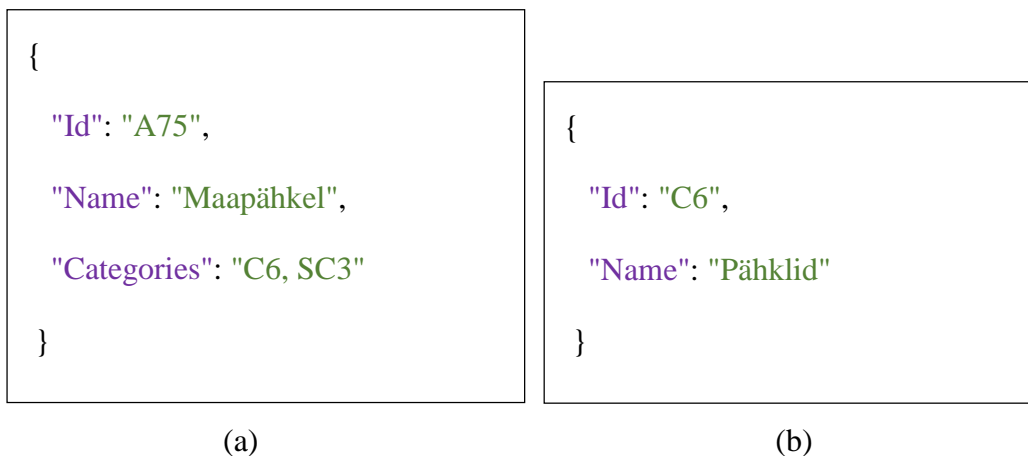 {
"Id": "A75",
"Name": "Maapähkel",
"Categories": "C6, SC3"
}
(a)
{
"Id": "C6",
"Name": "Pähklid"
}
(b)